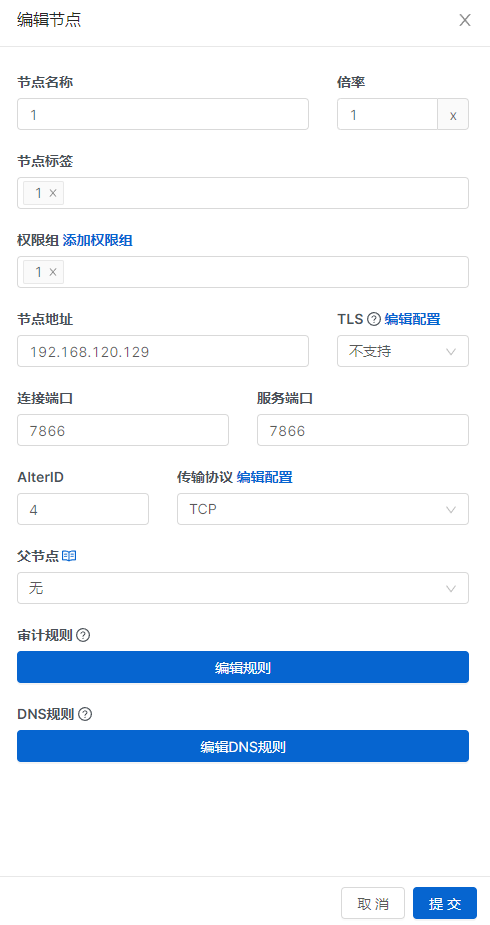 编辑节点
节点名称 倍率
1 1 x
节点标签
1
权限组 添加权限组
1
节点地址 TLS 编辑配置
192.168.120.129 不支持
连接端口 服务端口
7866 7866
AlterID 传输协议 编辑配置
4 TCP
父节点
无
审计规则
编辑规则
DNS规则
编辑DNS规则
取 消 提 交